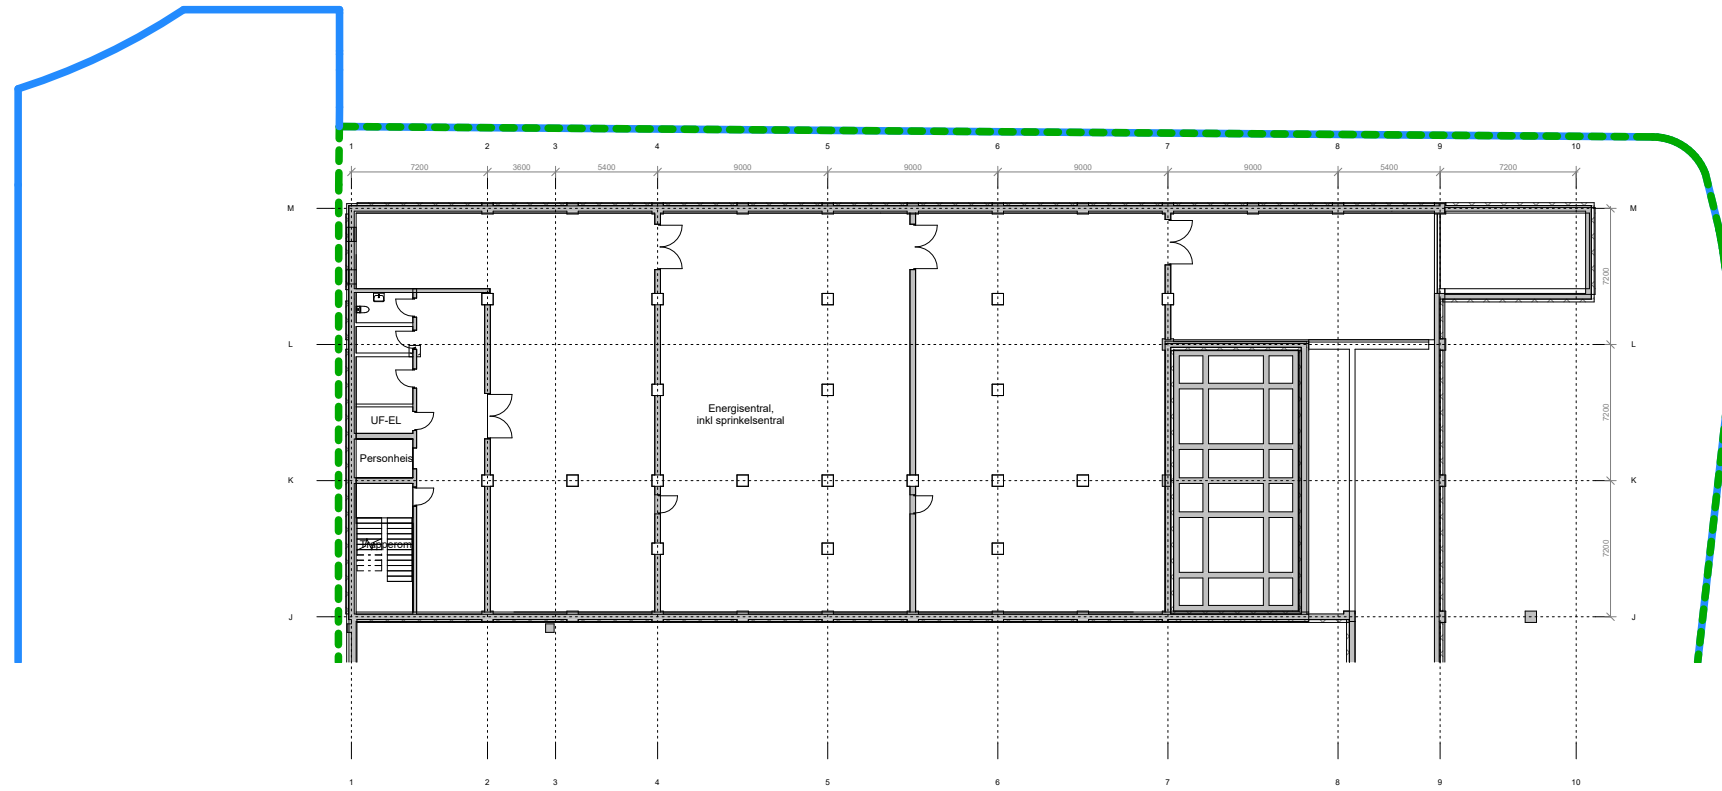 1 2 3 4 5 6 7 8 9 10
7200 3600 5400 9000 9000 9000 9000 5400 7200
M M
7200
L L
7200
Energisentral,
inkl sprinkelsentral
UF-EL
Personheis
K K
Trapperom
7200
J J
1 2 3 4 5 6 7 8 9 10